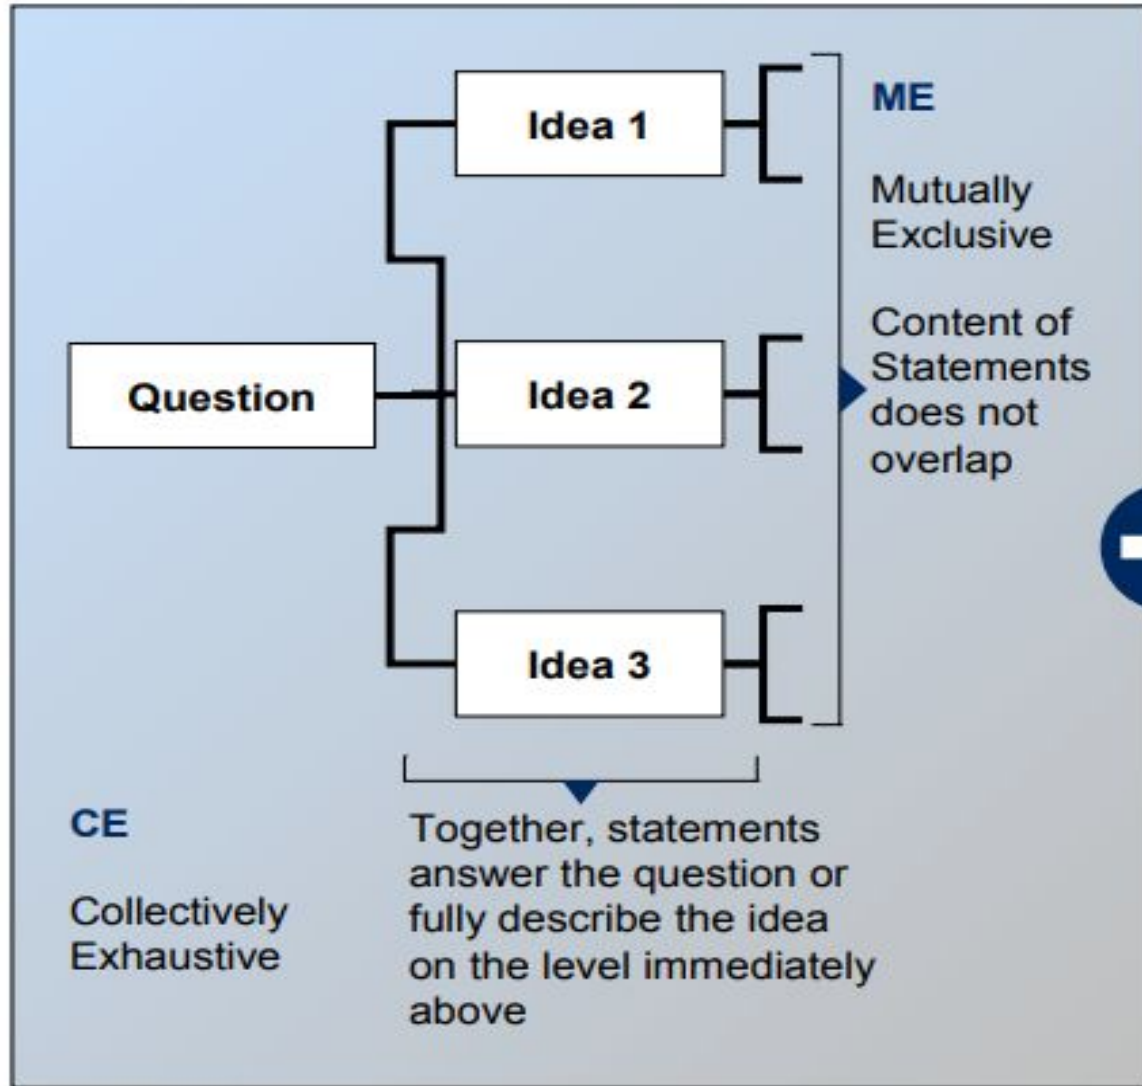 Idea 1
ME
Mutually
Exclusive
Content of
Statements
does not
overlap
Question
Idea 2
Idea 3
CE
Collectively
Exhaustive
Together, statements
answer the question or
fully describe the idea
on the level immediately
above